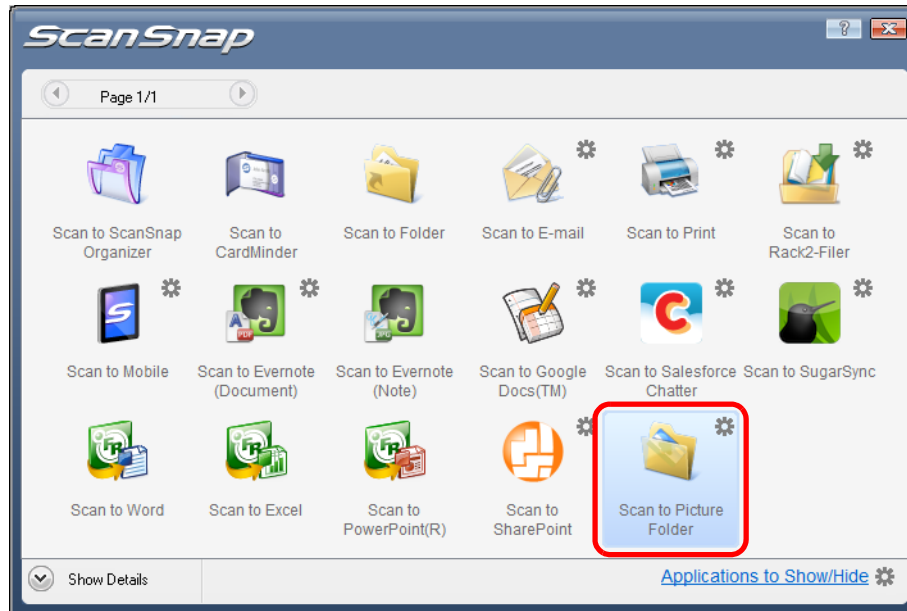 ScanSnap
?
Page 1/1
Scan to ScanSnap
Organizer
Scan to
CardMinder
Scan to Folder
Scan to E-mail
Scan to Print
Scan to
Rack2-Filer
Scan to Mobile
Scan to Evernote
(Document)
Scan to Evernote
(Note)
Scan to Google
Docs(TM)
Scan to Salesforce
Chatter
Scan to SugarSync
Scan to Word
Scan to Excel
Scan to
PowerPoint(R)
Scan to
SharePoint
Scan to Picture
Folder
Show Details
Applications to Show/Hide